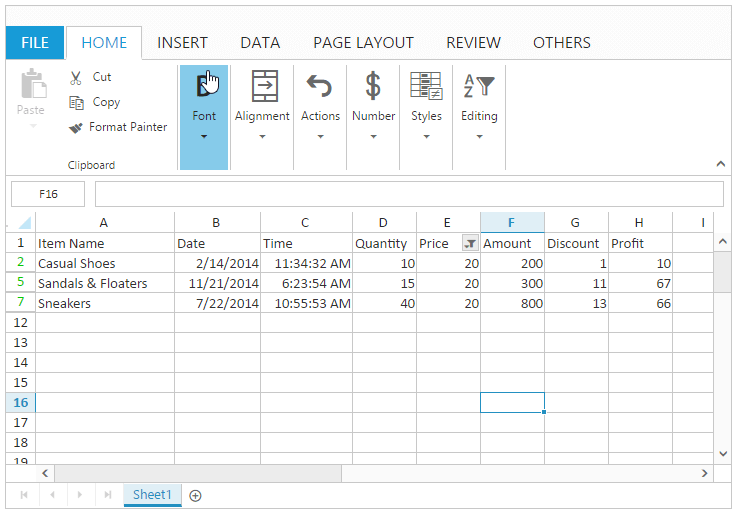 FILE HOME INSERT DATA PAGE LAYOUT REVIEW OTHERS
Paste
Cut
Copy
Format Painter
Clipboard
Font
Alignment
Actions
$
Number
Styles
A
Z
Editing
F16
A B C D E F G H I
1 Item Name Date Time Quantity Price Amount Discount Profit
2 Casual Shoes 2/14/2014 11:34:32 AM 10 20 200 1 10
5 Sandals & Floaters 11/21/2014 6:23:54 AM 15 20 300 11 67
7 Sneakers 7/22/2014 10:55:53 AM 40 20 800 13 66
12
13
14
15
16
17
18
19
Sheet1